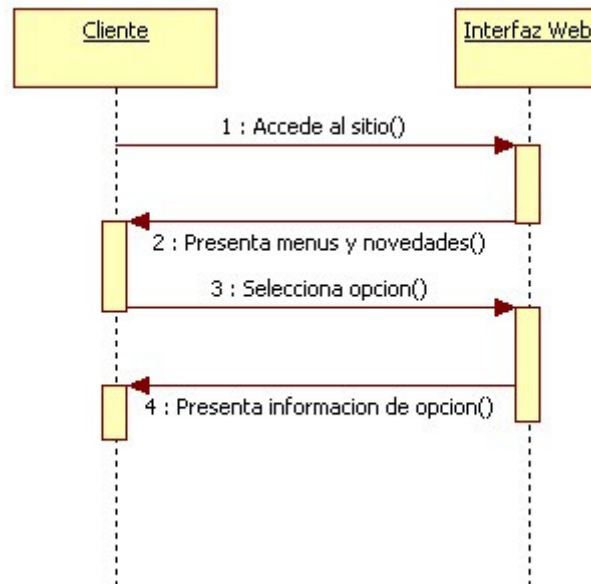 Cliente
Interfaz Web
1 : Accede al sitio()
2 : Presenta menus y novedades()
3 : Selecciona opcion()
4 : Presenta informacion de opcion()